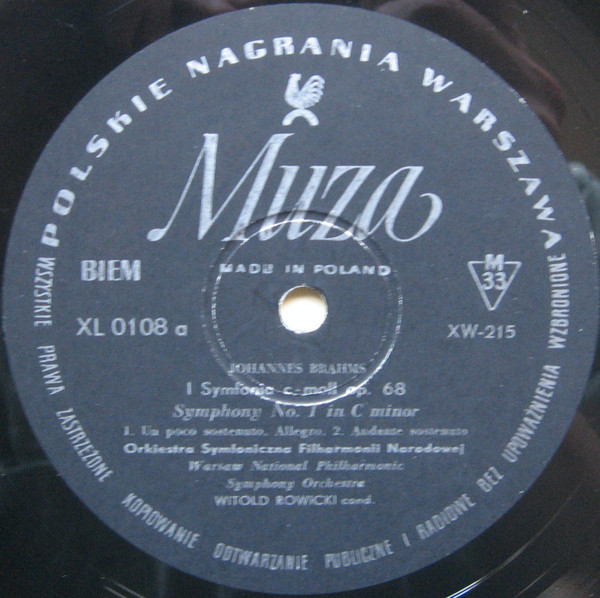 POLSKIE NAGRANIA WARSZAWA
Muza
MADE IN POLAND
BIEM
M
33
XL 0108 a
XW-215
JOHANNES BRAHMS
I Symfonia c-moll op. 68
Symphony No. 1 in C minor
1. Un poco sostenuto. Allegro. 2. Andante sostenuto
Orkiestra Symfoniczna Filharmonii Narodowej
Warsaw National Philharmonic
Symphony Orchestra
WITOLD ROWICKI cond.
WSZYSTKIE PRAWA ZASTRZEŻONE KOPIOWANIE ODTWARZANIE PUBLICZNE I RADIOWE BEZ UPOWAŻNIENIA WZBRONIONE